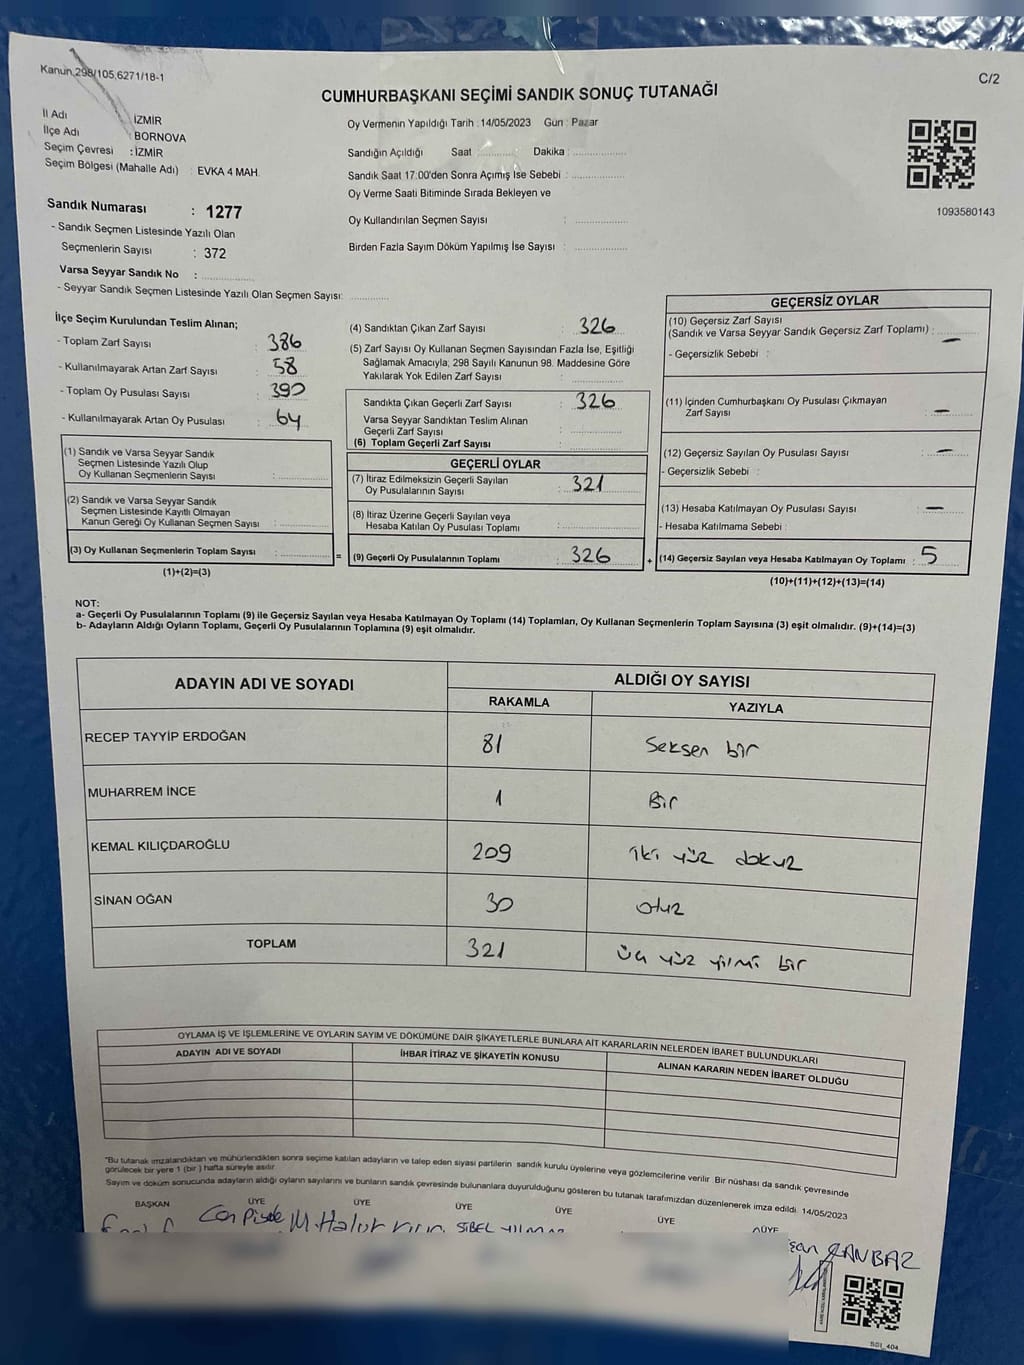 Kanun,298/105,6271/18-1
C/2
CUMHURBAŞKANI SEÇİMİ SANDIK SONUÇ TUTANAĞI
İl Adı İZMİR
İlçe Adı BORNOVA
Seçim Çevresi : İZMİR
Seçim Bölgesi (Mahalle Adı) : EVKA 4 MAH.
Sandık Numarası : 1277
- Sandık Seçmen Listesinde Yazılı Olan
Seçmenlerin Sayısı : 372
Varsa Seyyar Sandık No :
- Seyyar Sandık Seçmen Listesinde Yazılı Olan Seçmen Sayısı:
Oy Vermenin Yapıldığı Tarih : 14/05/2023 Gün : Pazar
Sandığın Açıldığı Saat : Dakika :
Sandık Saat 17:00'den Sonra Açımış İse Sebebi :
Oy Verme Saati Bitiminde Sırada Bekleyen ve
Oy Kullandırılan Seçmen Sayısı :
Birden Fazla Sayım Döküm Yapılmış İse Sayısı :
1093580143
İlçe Seçim Kurulundan Teslim Alınan;
- Toplam Zarf Sayısı : 386
- Kullanılmayarak Artan Zarf Sayısı : 58
- Toplam Oy Pusulası Sayısı : 390
- Kullanılmayarak Artan Oy Pusulası : 64
(1) Sandık ve Varsa Seyyar Sandık
Seçmen Listesinde Yazılı Olup
Oy Kullanan Seçmenlerin Sayısı :
(2) Sandık ve Varsa Seyyar Sandık
Seçmen Listesinde Kayıtlı Olmayan
Kanun Gereği Oy Kullanan Seçmen Sayısı :
(3) Oy Kullanan Seçmenlerin Toplam Sayısı :
(1)+(2)=(3)
(4) Sandıktan Çıkan Zarf Sayısı : 326
(5) Zarf Sayısı Oy Kullanan Seçmen Sayısından Fazla İse, Eşitliği
Sağlamak Amacıyla, 298 Sayılı Kanunun 98. Maddesine Göre
Yakılarak Yok Edilen Zarf Sayısı :
Sandıkta Çıkan Geçerli Zarf Sayısı : 326
Varsa Seyyar Sandıktan Teslim Alınan
Geçerli Zarf Sayısı :
(6) Toplam Geçerli Zarf Sayısı :
GEÇERLİ OYLAR
(7) İtiraz Edilmeksizin Geçerli Sayılan
Oy Pusulalarının Sayısı : 321
(8) İtiraz Üzerine Geçerli Sayılan veya
Hesaba Katılan Oy Pusulası Toplamı :
= (9) Geçerli Oy Pusulalarının Toplamı : 326
GEÇERSİZ OYLAR
(10) Geçersiz Zarf Sayısı
(Sandık ve Varsa Seyyar Sandık Geçersiz Zarf Toplamı) : –
- Geçersizlik Sebebi :
(11) İçinden Cumhurbaşkanı Oy Pusulası Çıkmayan
Zarf Sayısı : –
(12) Geçersiz Sayılan Oy Pusulası Sayısı : –
- Geçersizlik Sebebi :
(13) Hesaba Katılmayan Oy Pusulası Sayısı : –
- Hesaba Katılmama Sebebi :
+ (14) Geçersiz Sayılan veya Hesaba Katılmayan Oy Toplamı : 5
(10)+(11)+(12)+(13)=(14)
NOT:
a- Geçerli Oy Pusulalarının Toplamı (9) ile Geçersiz Sayılan veya Hesaba Katılmayan Oy Toplamı (14) Toplamları, Oy Kullanan Seçmenlerin Toplam Sayısına (3) eşit olmalıdır. (9)+(14)=(3)
b- Adayların Aldığı Oyların Toplamı, Geçerli Oy Pusulalarının Toplamına (9) eşit olmalıdır.
ADAYIN ADI VE SOYADI ALDIĞI OY SAYISI
RAKAMLA YAZIYLA
RECEP TAYYİP ERDOĞAN 81 Seksen bir
MUHARREM İNCE 1 Bir
KEMAL KILIÇDAROĞLU 209 iki yüz dokuz
SİNAN OĞAN 30 otuz
TOPLAM 321 üç yüz yirmi bir
OYLAMA İŞ VE İŞLEMLERİNE VE OYLARIN SAYIM VE DÖKÜMÜNE DAİR ŞİKAYETLERLE BUNLARA AİT KARARLARIN NELERDEN İBARET BULUNDUKLARI
ADAYIN ADI VE SOYADI İHBAR İTİRAZ VE ŞİKAYETİN KONUSU ALINAN KARARIN NEDEN İBARET OLDUĞU
"Bu tutanak imzalandıktan ve mühürlendikten sonra seçime katılan adayların ve talep eden siyasi partilerin sandık kurulu üyelerine veya gözlemcilerine verilir. Bir nüshası da sandık çevresinde
görülecek bir yere 1 (bir ) hafta süreyle asılır.
Sayım ve döküm sonucunda adayların aldığı oyların sayılarını ve bunların sandık çevresinde bulunanlara duyurulduğunu gösteren bu tutanak tarafımızdan düzenlenerek imza edildi. 14/05/2023
BAŞKAN ÜYE ÜYE ÜYE ÜYE ÜYE ÜYE
Can SİBEL YILMAZ CANBAZ